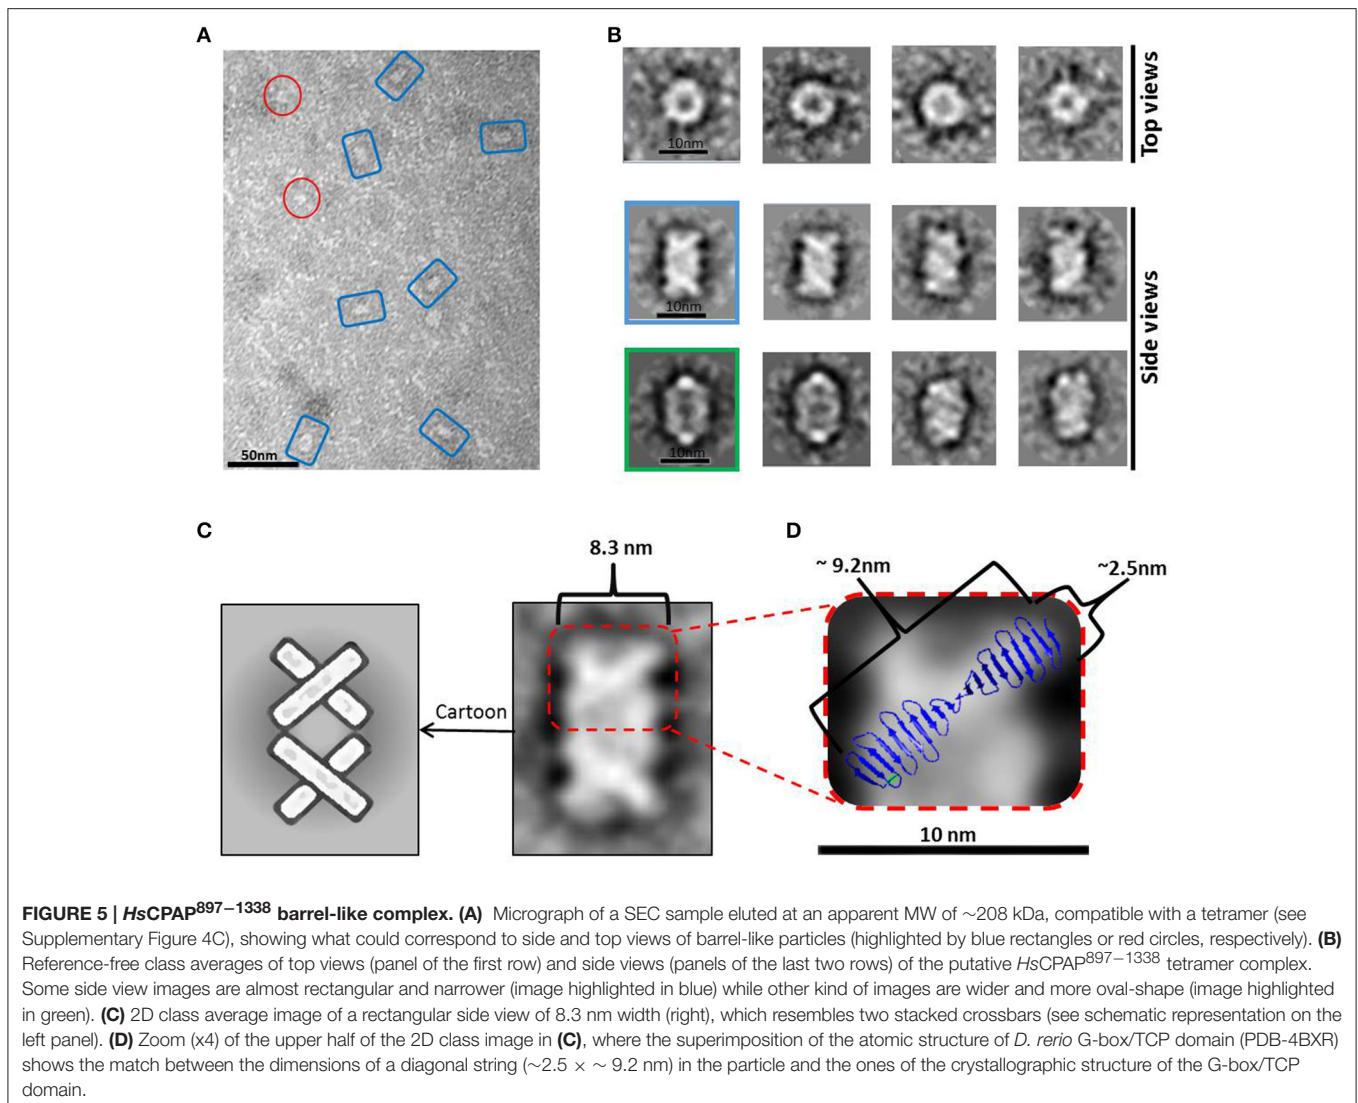 A
B
50nm
10nm
Top views
10nm
10nm
Side views
C
8.3 nm
Cartoon
D
~ 9.2nm
~2.5nm
10 nm
FIGURE 5 | HsCPAP897−1338 barrel-like complex. (A) Micrograph of a SEC sample eluted at an apparent MW of ∼208 kDa, compatible with a tetramer (see
Supplementary Figure 4C), showing what could correspond to side and top views of barrel-like particles (highlighted by blue rectangles or red circles, respectively). (B)
Reference-free class averages of top views (panel of the first row) and side views (panels of the last two rows) of the putative HsCPAP897−1338 tetramer complex.
Some side view images are almost rectangular and narrower (image highlighted in blue) while other kind of images are wider and more oval-shape (image highlighted
in green). (C) 2D class average image of a rectangular side view of 8.3 nm width (right), which resembles two stacked crossbars (see schematic representation on the
left panel). (D) Zoom (x4) of the upper half of the 2D class image in (C), where the superimposition of the atomic structure of D. rerio G-box/TCP domain (PDB-4BXR)
shows the match between the dimensions of a diagonal string (∼2.5 × ∼ 9.2 nm) in the particle and the ones of the crystallographic structure of the G-box/TCP
domain.